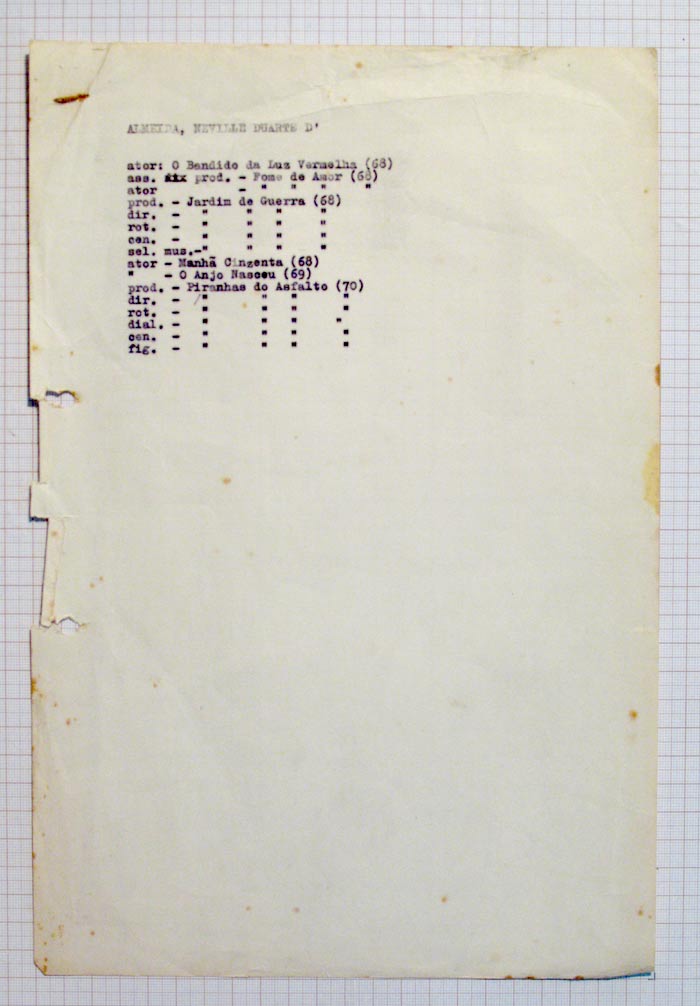 ALMEIDA, NEVILLE DUARTE D'
ator: O Bandido da Luz Vermelha (68)
ass. dix prod. - Fome de Amor (68)
ator - " " " "
prod. - Jardim de Guerra (68)
dir. - " " " "
rot. - " " " "
cen. - " " " "
sel. mus.- " " " "
ator - Manhã Cinzenta (68)
" - O Anjo Nasceu (69)
prod. - Piranhas do Asfalto (70)
dir. - " " " "
rot. - " " " "
dial. - " " " "
cen. - " " " "
fig. - " " " "